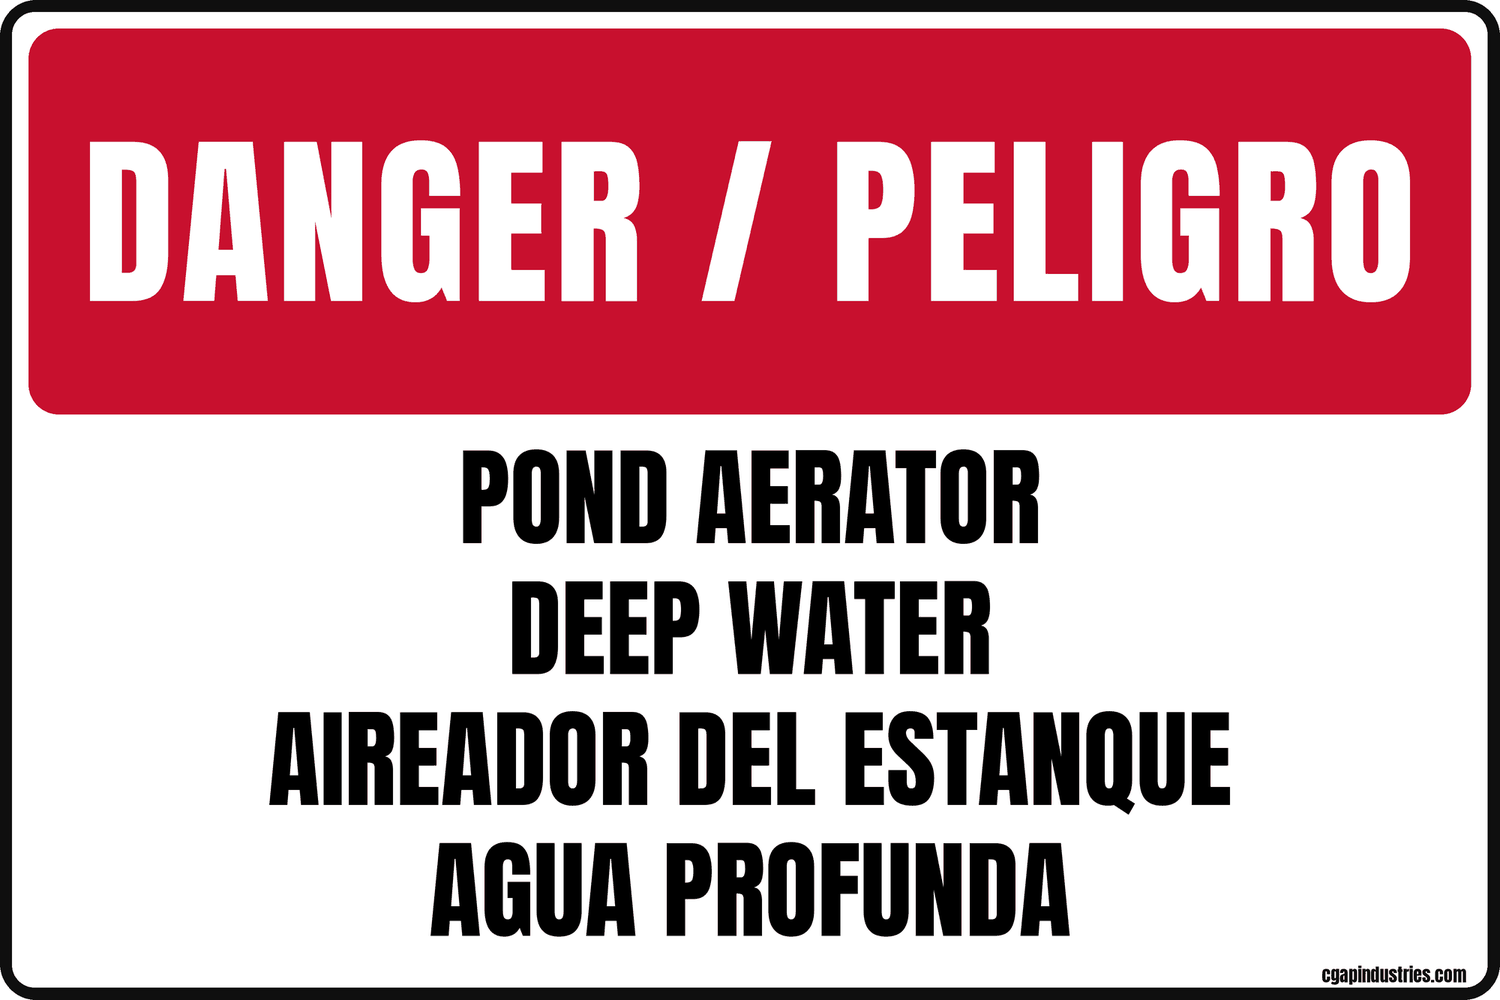 DANGER / PELIGRO
POND AERATOR
DEEP WATER
AIREADOR DEL ESTANQUE
AGUA PROFUNDA
cgapindustries.com